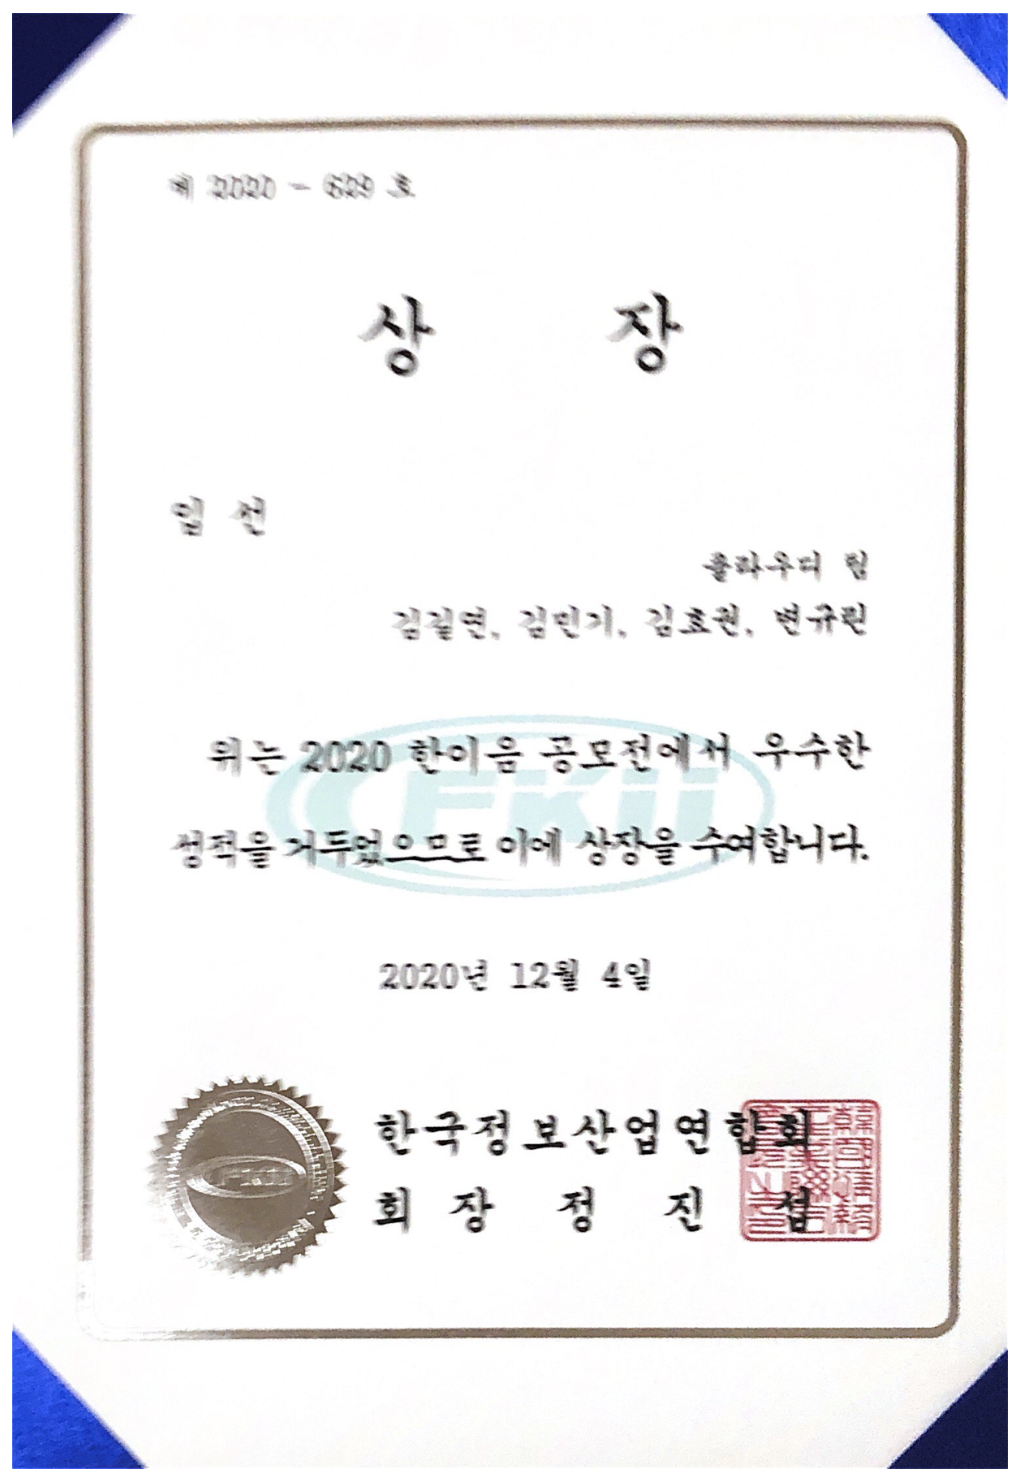 제 2020 - 629 호
상 장
입 선
클라우디 팀
김길연, 김민기, 김효원, 변규린
위는 2020 한이음 공모전에서 우수한
성적을 거두었으므로 이에 상장을 수여합니다.
FKII
2020년 12월 4일
한국정보산업연합회
회 장 정 진 섭
FKII